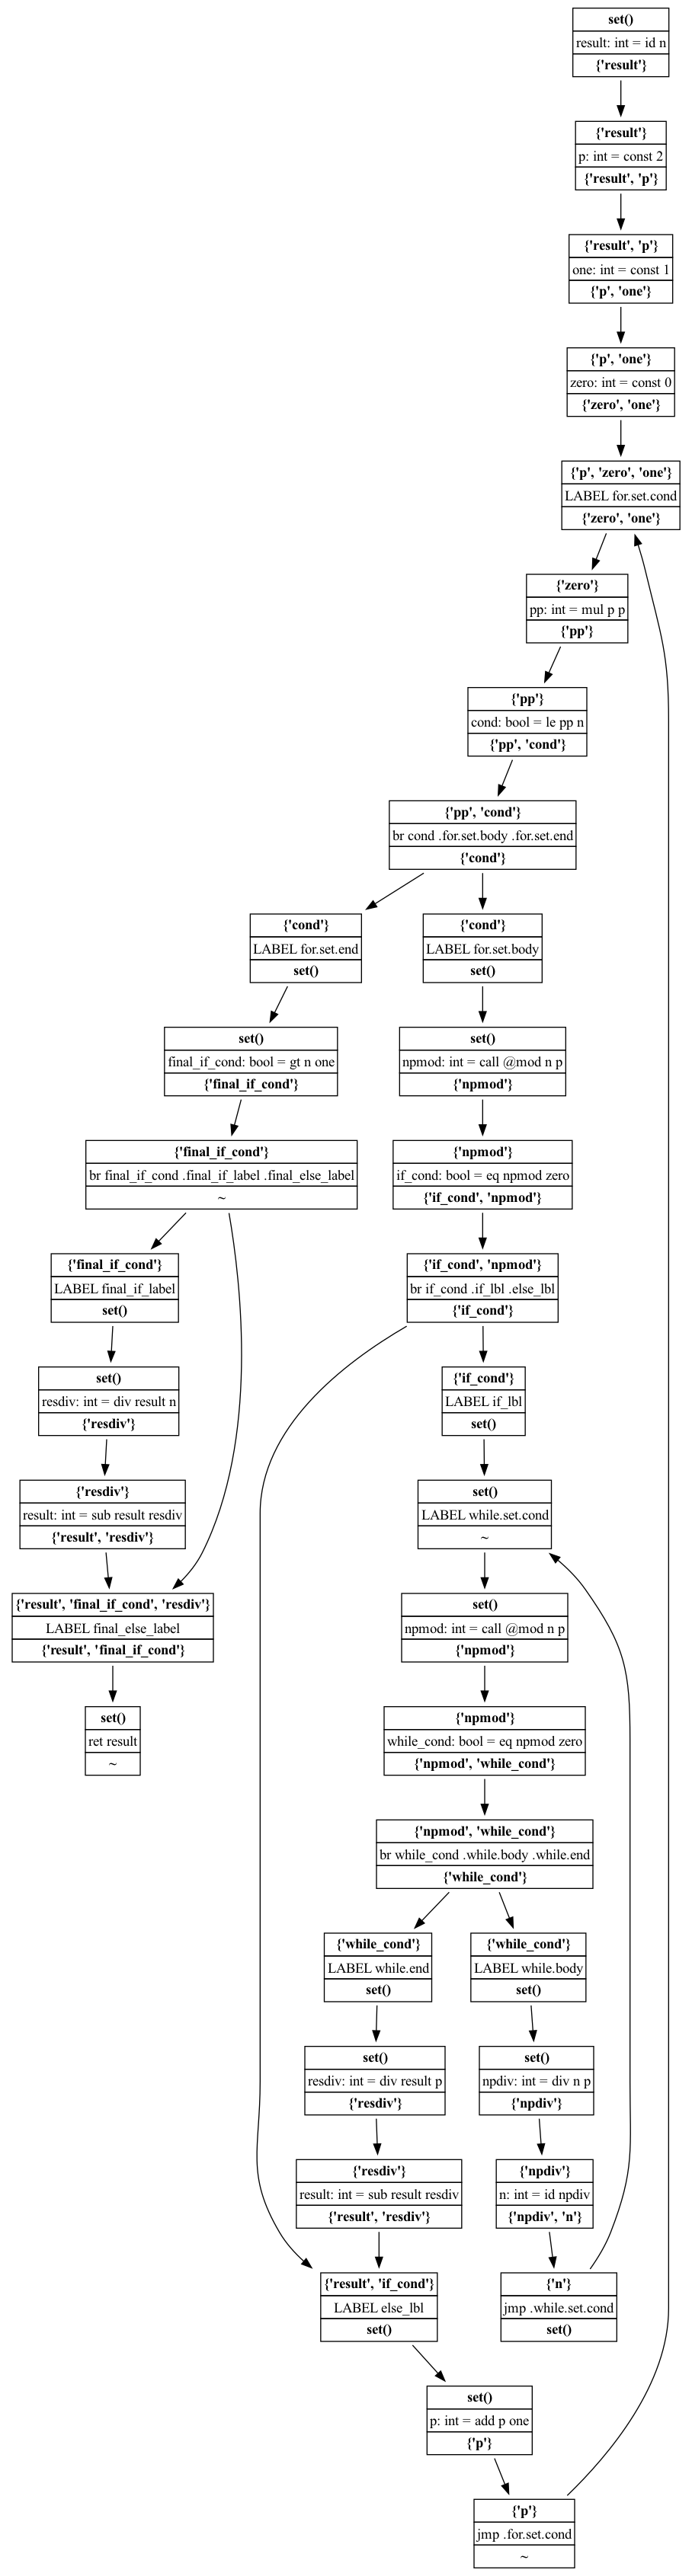 set()
result: int = id n
{'result'}
{'result'}
p: int = const 2
{'result', 'p'}
{'result', 'p'}
one: int = const 1
{'p', 'one'}
{'p', 'one'}
zero: int = const 0
{'zero', 'one'}
{'p', 'zero', 'one'}
LABEL for.set.cond
{'zero', 'one'}
{'zero'}
pp: int = mul p p
{'pp'}
{'pp'}
cond: bool = le pp n
{'pp', 'cond'}
{'pp', 'cond'}
br cond .for.set.body .for.set.end
{'cond'}
{'cond'}
LABEL for.set.end
set()
{'cond'}
LABEL for.set.body
set()
set()
final_if_cond: bool = gt n one
{'final_if_cond'}
set()
npmod: int = call @mod n p
{'npmod'}
{'final_if_cond'}
br final_if_cond .final_if_label .final_else_label
~
{'npmod'}
if_cond: bool = eq npmod zero
{'if_cond', 'npmod'}
{'final_if_cond'}
LABEL final_if_label
set()
{'if_cond', 'npmod'}
br if_cond .if_lbl .else_lbl
{'if_cond'}
set()
resdiv: int = div result n
{'resdiv'}
{'if_cond'}
LABEL if_lbl
set()
{'resdiv'}
result: int = sub result resdiv
{'result', 'resdiv'}
set()
LABEL while.set.cond
~
{'result', 'final_if_cond', 'resdiv'}
LABEL final_else_label
{'result', 'final_if_cond'}
set()
npmod: int = call @mod n p
{'npmod'}
set()
ret result
~
{'npmod'}
while_cond: bool = eq npmod zero
{'npmod', 'while_cond'}
{'npmod', 'while_cond'}
br while_cond .while.body .while.end
{'while_cond'}
{'while_cond'}
LABEL while.end
set()
{'while_cond'}
LABEL while.body
set()
set()
resdiv: int = div result p
{'resdiv'}
set()
npdiv: int = div n p
{'npdiv'}
{'resdiv'}
result: int = sub result resdiv
{'result', 'resdiv'}
{'npdiv'}
n: int = id npdiv
{'npdiv', 'n'}
{'result', 'if_cond'}
LABEL else_lbl
set()
{'n'}
jmp .while.set.cond
set()
set()
p: int = add p one
{'p'}
{'p'}
jmp .for.set.cond
~